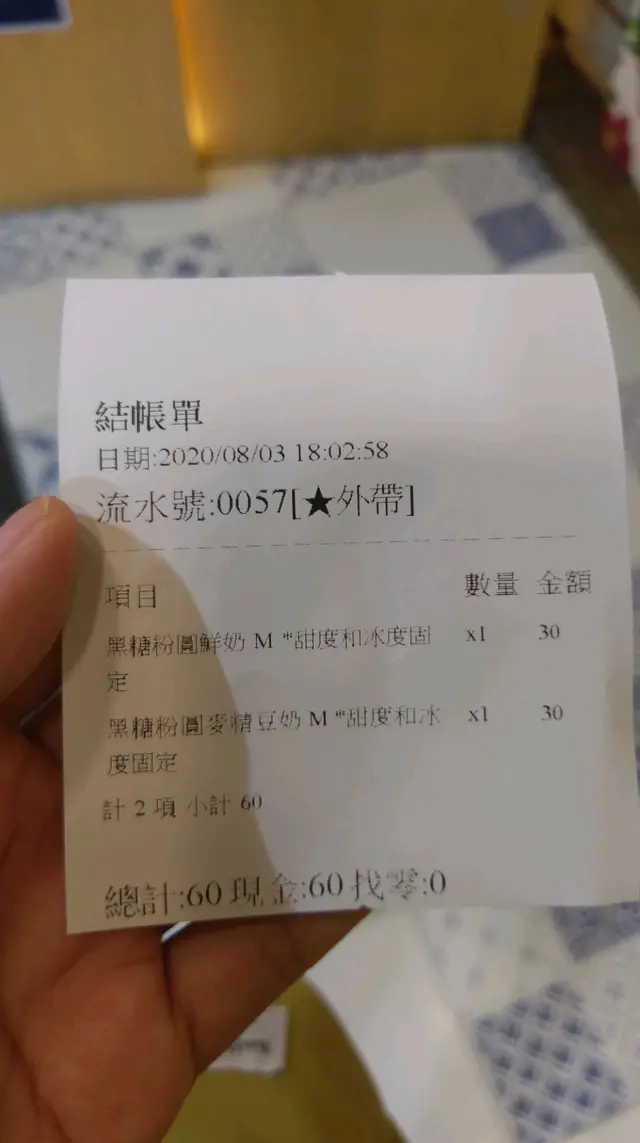 結帳單
日期:2020/08/03 18:02:58
流水號:0057[★外帶]
項目 數量 金額
黑糖粉圓鮮奶 M *甜度和冰度固 x1 30
定
黑糖粉圓麥精豆奶 M *甜度和冰 x1 30
度固定
計 2 項 小計 60
總計:60 現金:60 找零:0